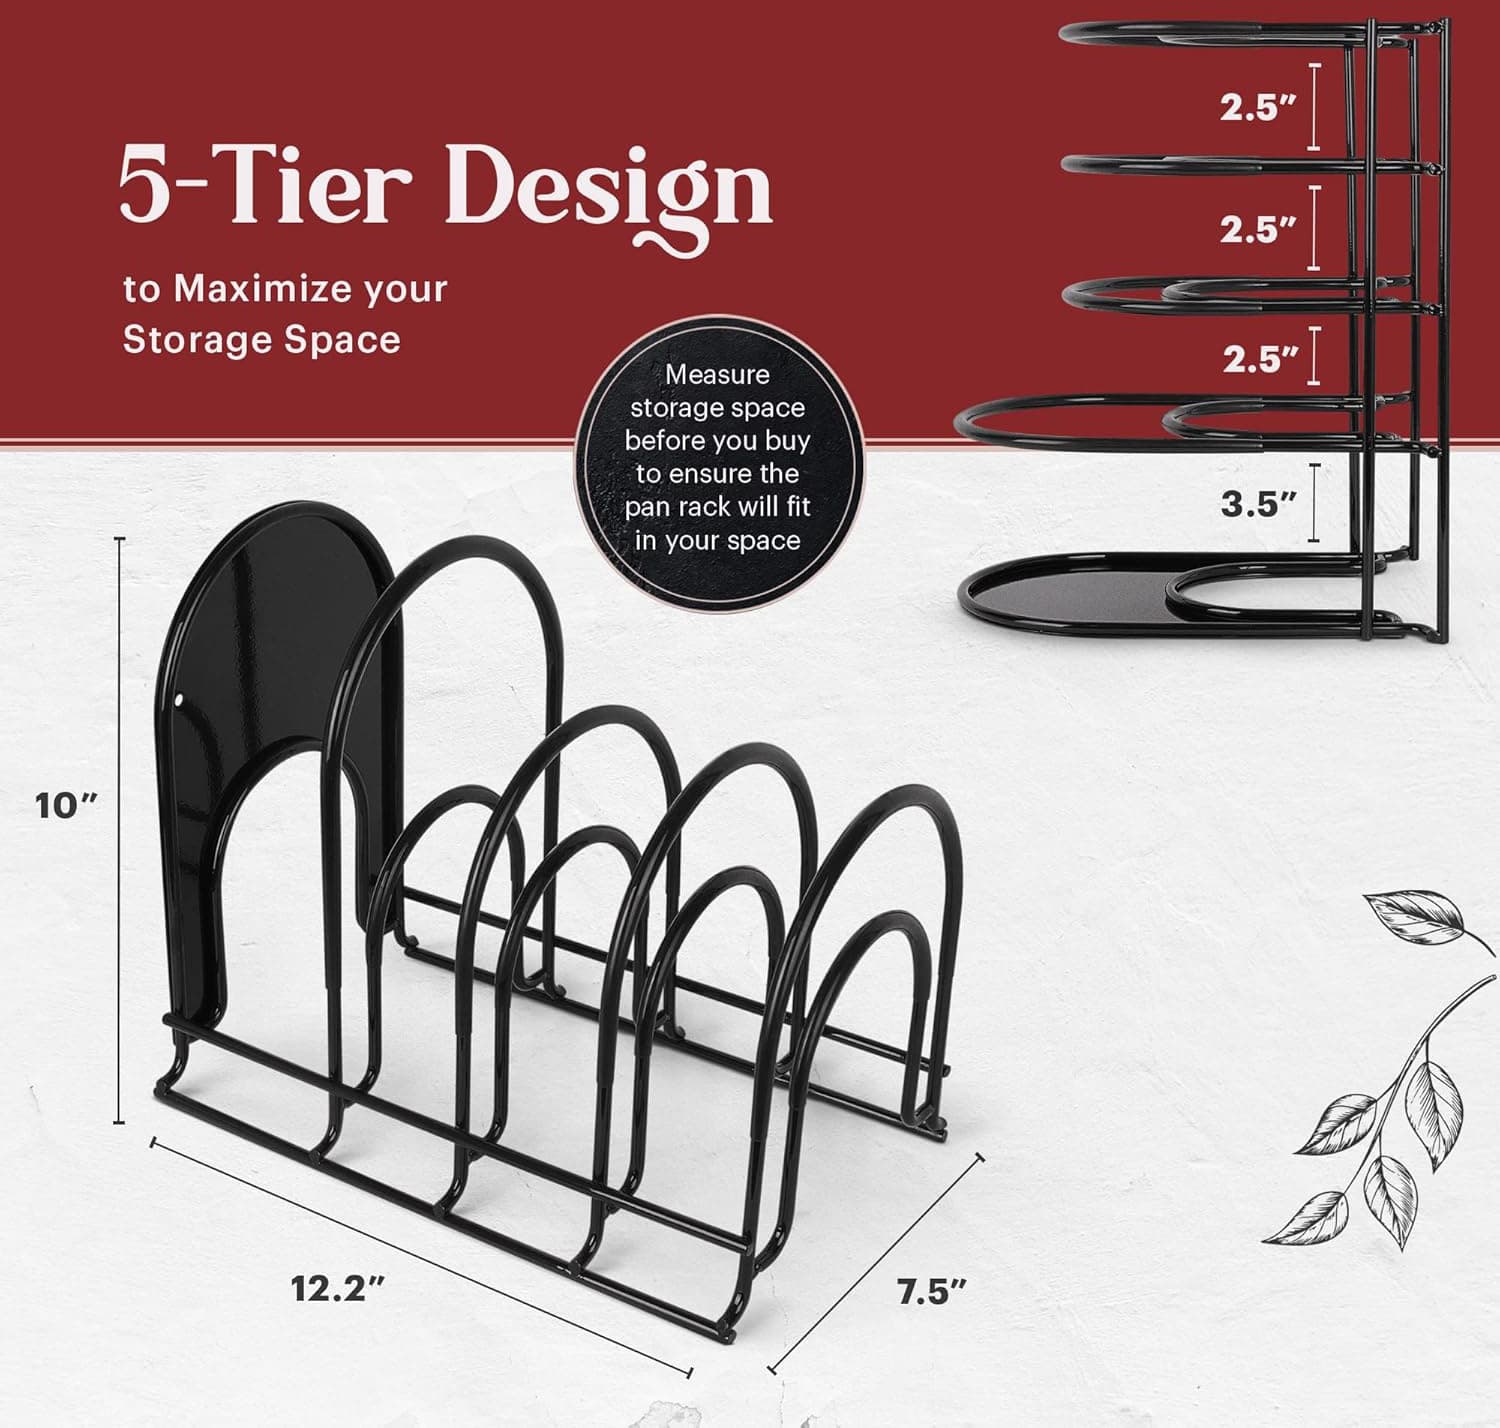 5-Tier Design
to Maximize your
Storage Space
Measure
storage space
before you buy
to ensure the
pan rack will fit
in your space
2.5”
2.5”
2.5”
3.5”
10”
12.2”
7.5”